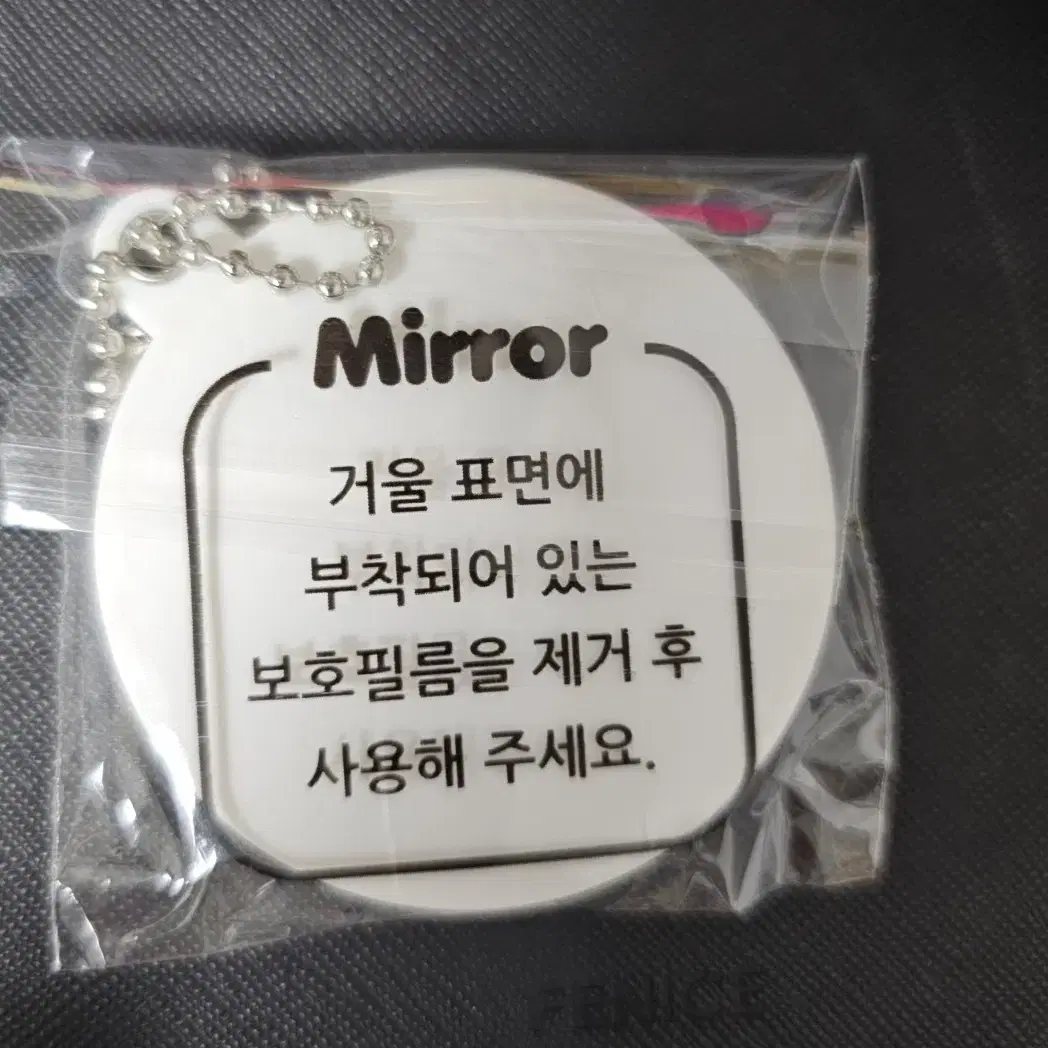 Mirror
거울 표면에
부착되어 있는
보호필름을 제거 후
사용해 주세요.
FENICE